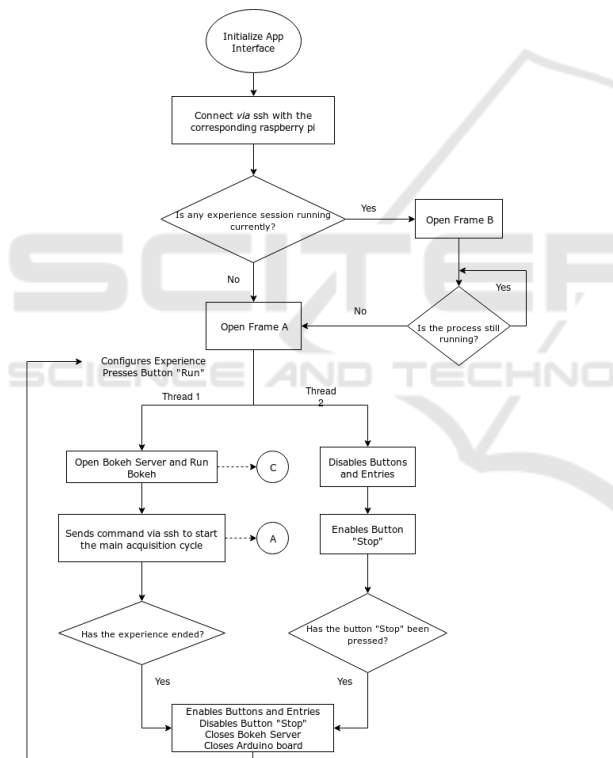 Initialize App
Interface
Connect via ssh with the
corresponding raspberry pi
Is any experience session running
currently?
Yes
Open Frame B
No
Yes
No
Open Frame A
Is the process still
running?
Configures Experience
Presses Button "Run"
SCIENCE AND TECHNO
Thread 1
Thread
2
Open Bokeh Server and Run
Bokeh
C
Disables Buttons
and Entries
Sends command via ssh to start
the main acquisition cycle
A
Enables Button
"Stop"
Has the experience ended?
Has the button "Stop" been
pressed?
Yes
Yes
Enables Buttons and Entries
Disables Button "Stop"
Closes Bokeh Server
Closes Arduino board